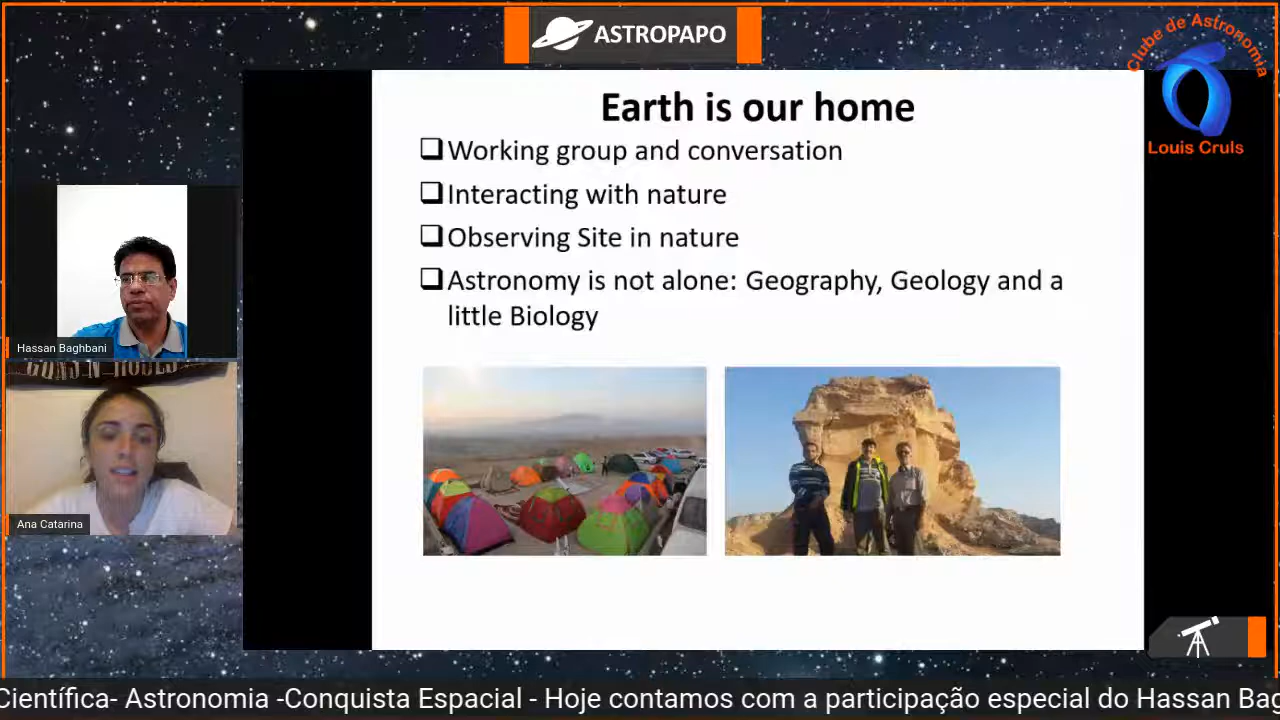 ASTROPAPO
Clube de Astronomia
Louis Cruls
Earth is our home
Working group and conversation
Interacting with nature
Observing Site in nature
Astronomy is not alone: Geography, Geology and a
little Biology
Hassan Baghbani
GUNS N' ROSES
Ana Catarina
Científica- Astronomia -Conquista Espacial - Hoje contamos com a participação especial do Hassan Bag